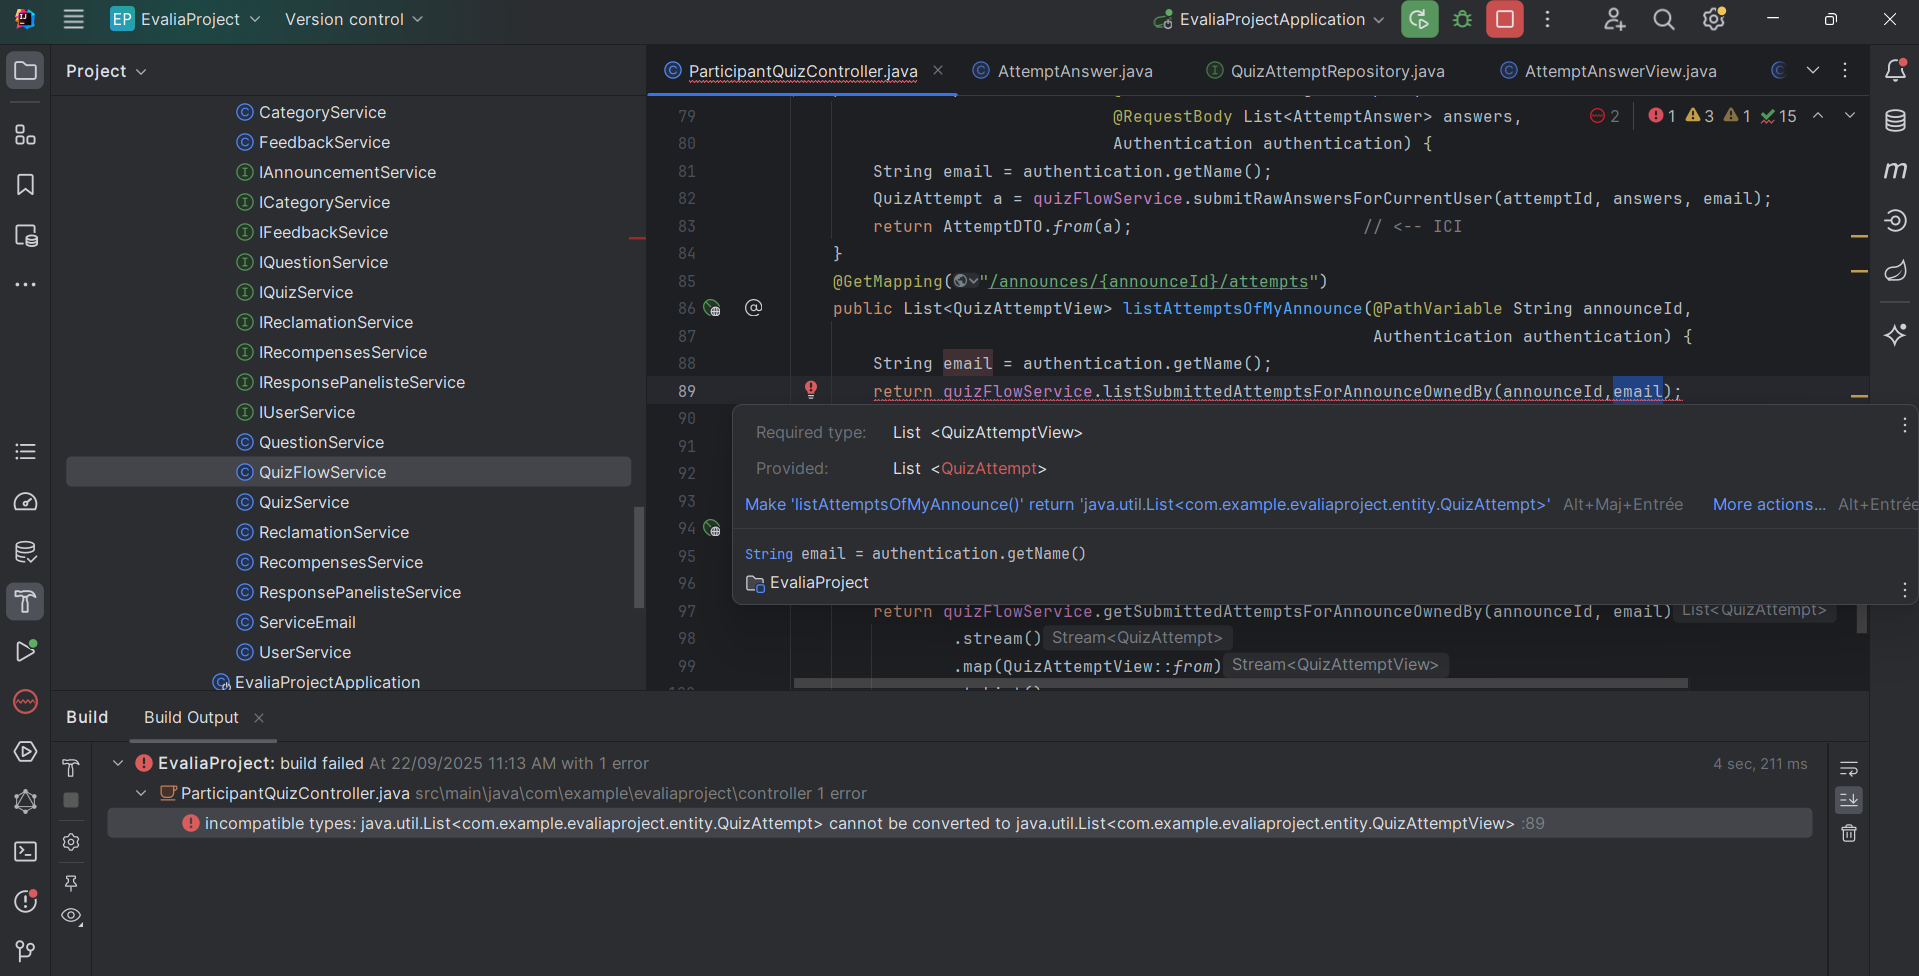 EP EvaliaProject
Version control
EvaliaProjectApplication
Project
CategoryService
FeedbackService
IAnnouncementService
ICategoryService
IFeedbackSevice
IQuestionService
IQuizService
IReclamationService
IRecompensesService
IResponsePanelisteService
IUserService
QuestionService
QuizFlowService
QuizService
ReclamationService
RecompensesService
ResponsePanelisteService
ServiceEmail
UserService
EvaliaProjectApplication
ParticipantQuizController.java
AttemptAnswer.java
QuizAttemptRepository.java
AttemptAnswerView.java
2 1 3 1 15
79 @RequestBody List<AttemptAnswer> answers,
80 Authentication authentication) {
81 String email = authentication.getName();
82 QuizAttempt a = quizFlowService.submitRawAnswersForCurrentUser(attemptId, answers, email);
83 return AttemptDTO.from(a); // <-- ICI
84 }
85 @GetMapping("/announces/{announceId}/attempts")
86 public List<QuizAttemptView> listAttemptsOfMyAnnounce(@PathVariable String announceId,
87 Authentication authentication) {
88 String email = authentication.getName();
89 return quizFlowService.listSubmittedAttemptsForAnnounceOwnedBy(announceId,email);
90
91
92
93
94
95
96
Required type: List <QuizAttemptView>
Provided: List <QuizAttempt>
Make 'listAttemptsOfMyAnnounce()' return 'java.util.List<com.example.evaliaproject.entity.QuizAttempt>' Alt+Maj+Entrée More actions... Alt+Entrée
String email = authentication.getName()
EvaliaProject
97 return quizFlowService.getSubmittedAttemptsForAnnounceOwnedBy(announceId, email) List<QuizAttempt>
98 .stream() Stream<QuizAttempt>
99 .map(QuizAttemptView::from) Stream<QuizAttemptView>
Build
Build Output
EvaliaProject: build failed At 22/09/2025 11:13 AM with 1 error 4 sec, 211 ms
ParticipantQuizController.java src\main\java\com\example\evaliaproject\controller 1 error
incompatible types: java.util.List<com.example.evaliaproject.entity.QuizAttempt> cannot be converted to java.util.List<com.example.evaliaproject.entity.QuizAttemptView> :89